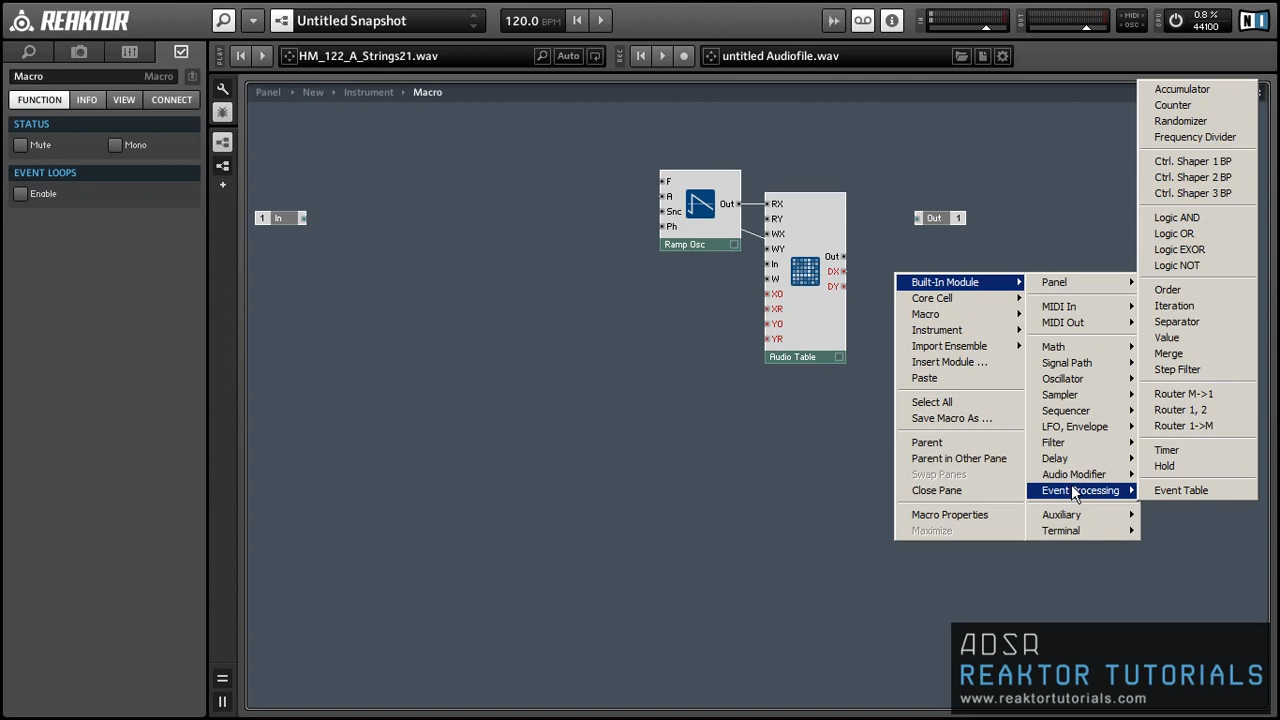 REAKTOR
Untitled Snapshot
120.0 BPM
MIDI
OSC
IN
OUT
CPU
0.8 %
44100
NI
PLAY
HM_122_A_Strings21.wav
Auto
REC
untitled Audiofile.wav
Macro Macro
FUNCTION INFO VIEW CONNECT
STATUS
Mute Mono
EVENT LOOPS
Enable
Panel New Instrument Macro
1 In
F
A
Snc
Ph
Out
Ramp Osc
RX
RY
WX
WY
In
W
XO
XR
YO
YR
Out
DX
DY
Audio Table
Out 1
Built-In Module
Core Cell
Macro
Instrument
Import Ensemble
Insert Module ...
Paste
Select All
Save Macro As ...
Parent
Parent in Other Pane
Swap Panes
Close Pane
Macro Properties
Maximize
Panel
MIDI In
MIDI Out
Math
Signal Path
Oscillator
Sampler
Sequencer
LFO, Envelope
Filter
Delay
Audio Modifier
Event Processing
Auxiliary
Terminal
Accumulator
Counter
Randomizer
Frequency Divider
Ctrl. Shaper 1 BP
Ctrl. Shaper 2 BP
Ctrl. Shaper 3 BP
Logic AND
Logic OR
Logic EXOR
Logic NOT
Order
Iteration
Separator
Value
Merge
Step Filter
Router M->1
Router 1, 2
Router 1->M
Timer
Hold
Event Table
ADSR
REAKTOR TUTORIALS
www.reaktortutorials.com